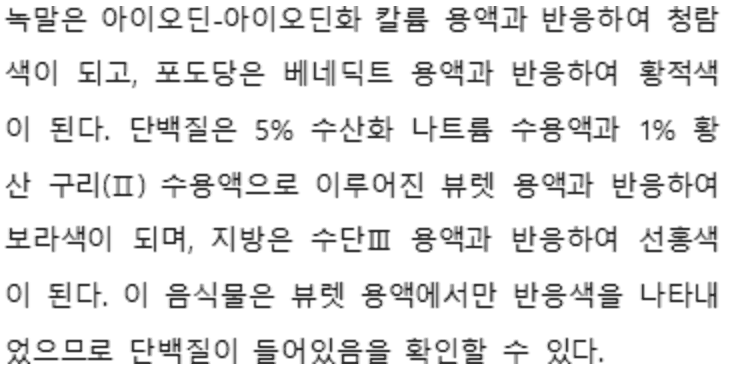 녹말은 아이오딘-아이오딘화 칼륨 용액과 반응하여 청람
색이 되고, 포도당은 베네딕트 용액과 반응하여 황적색
이 된다. 단백질은 5% 수산화 나트륨 수용액과 1% 황
산 구리(Ⅱ) 수용액으로 이루어진 뷰렛 용액과 반응하여
보라색이 되며, 지방은 수단Ⅲ 용액과 반응하여 선홍색
이 된다. 이 음식물은 뷰렛 용액에서만 반응색을 나타내
었으므로 단백질이 들어있음을 확인할 수 있다.